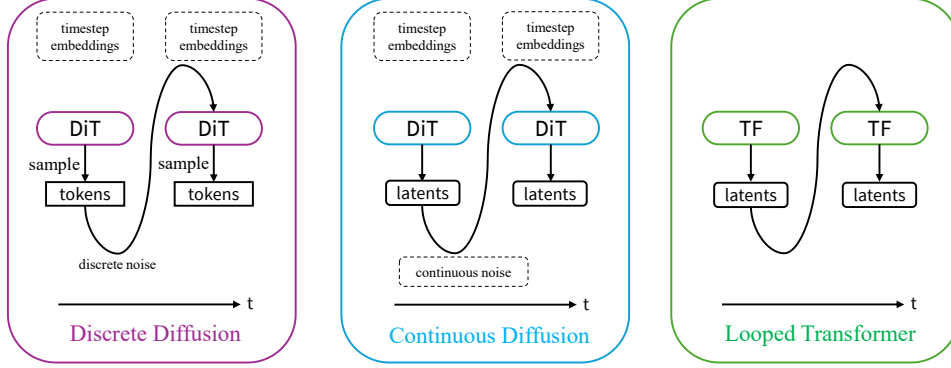 timestep
embeddings
timestep
embeddings
DiT
DiT
sample
sample
tokens
tokens
discrete noise
t
Discrete Diffusion
timestep
embeddings
timestep
embeddings
DiT
DiT
latents
latents
continuous noise
t
Continuous Diffusion
TF
TF
latents
latents
t
Looped Transformer